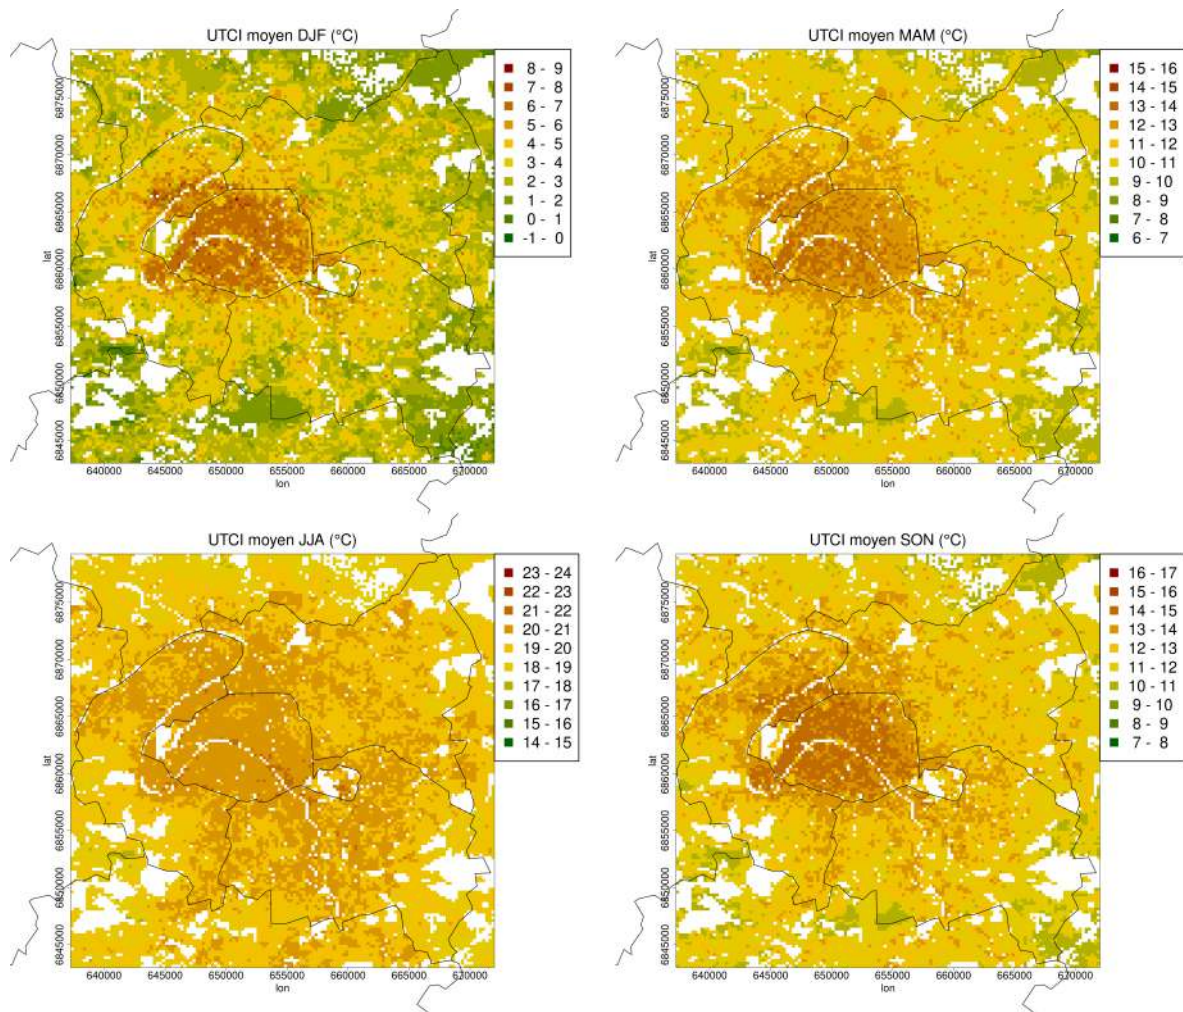 UTCI moyen DJF (°C)
8 - 9
7 - 8
6 - 7
5 - 6
4 - 5
3 - 4
2 - 3
1 - 2
0 - 1
-1 - 0
lat
6845000 6850000 6855000 6860000 6865000 6870000 6875000
640000 645000 650000 655000 660000 665000 670000
lon
UTCI moyen MAM (°C)
15 - 16
14 - 15
13 - 14
12 - 13
11 - 12
10 - 11
9 - 10
8 - 9
7 - 8
6 - 7
lat
6845000 6850000 6855000 6860000 6865000 6870000 6875000
640000 645000 650000 655000 660000 665000 670000
lon
UTCI moyen JJA (°C)
23 - 24
22 - 23
21 - 22
20 - 21
19 - 20
18 - 19
17 - 18
16 - 17
15 - 16
14 - 15
lat
6845000 6850000 6855000 6860000 6865000 6870000 6875000
640000 645000 650000 655000 660000 665000 670000
lon
UTCI moyen SON (°C)
16 - 17
15 - 16
14 - 15
13 - 14
12 - 13
11 - 12
10 - 11
9 - 10
8 - 9
7 - 8
lat
6845000 6850000 6855000 6860000 6865000 6870000 6875000
640000 645000 650000 655000 660000 665000 670000
lon